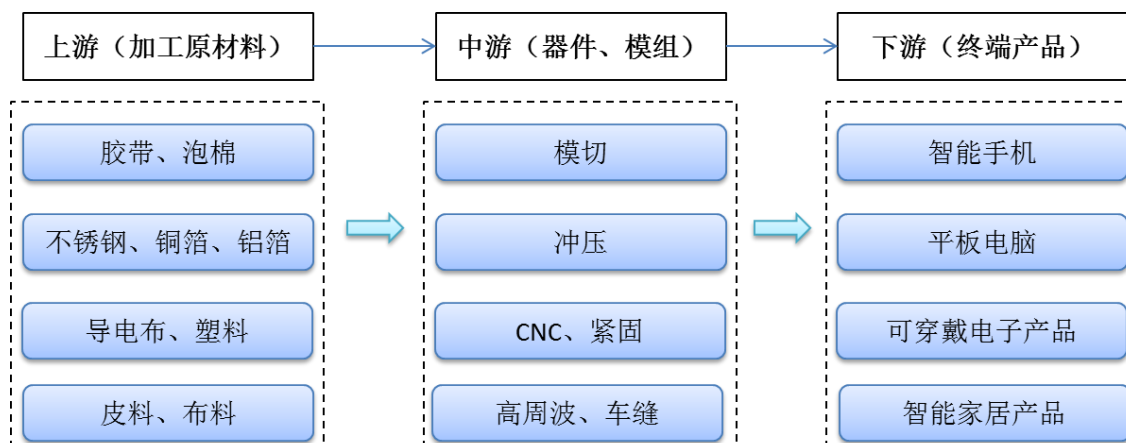 上游（加工原材料）
中游（器件、模组）
下游（终端产品）
胶带、泡棉
不锈钢、铜箔、铝箔
导电布、塑料
皮料、布料
模切
冲压
CNC、紧固
高周波、车缝
智能手机
平板电脑
可穿戴电子产品
智能家居产品